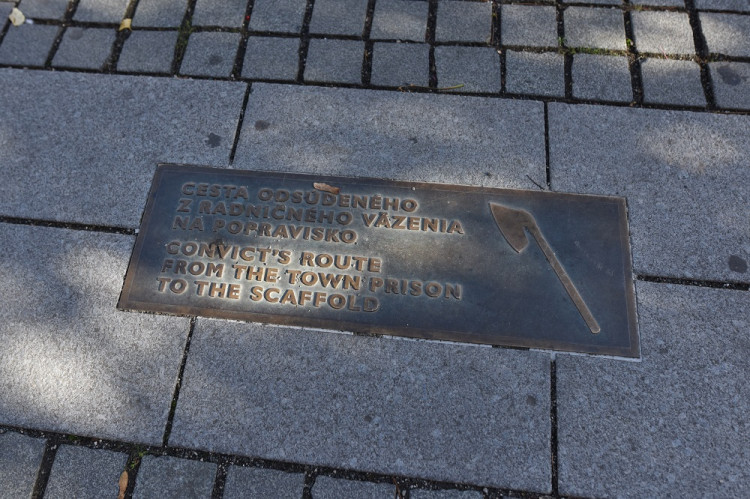 CESTA ODSÚDENÉHO
Z RADNIČNÉHO VÄZENIA
NA POPRAVISKO
CONVICT'S ROUTE
FROM THE TOWN PRISON
TO THE SCAFFOLD